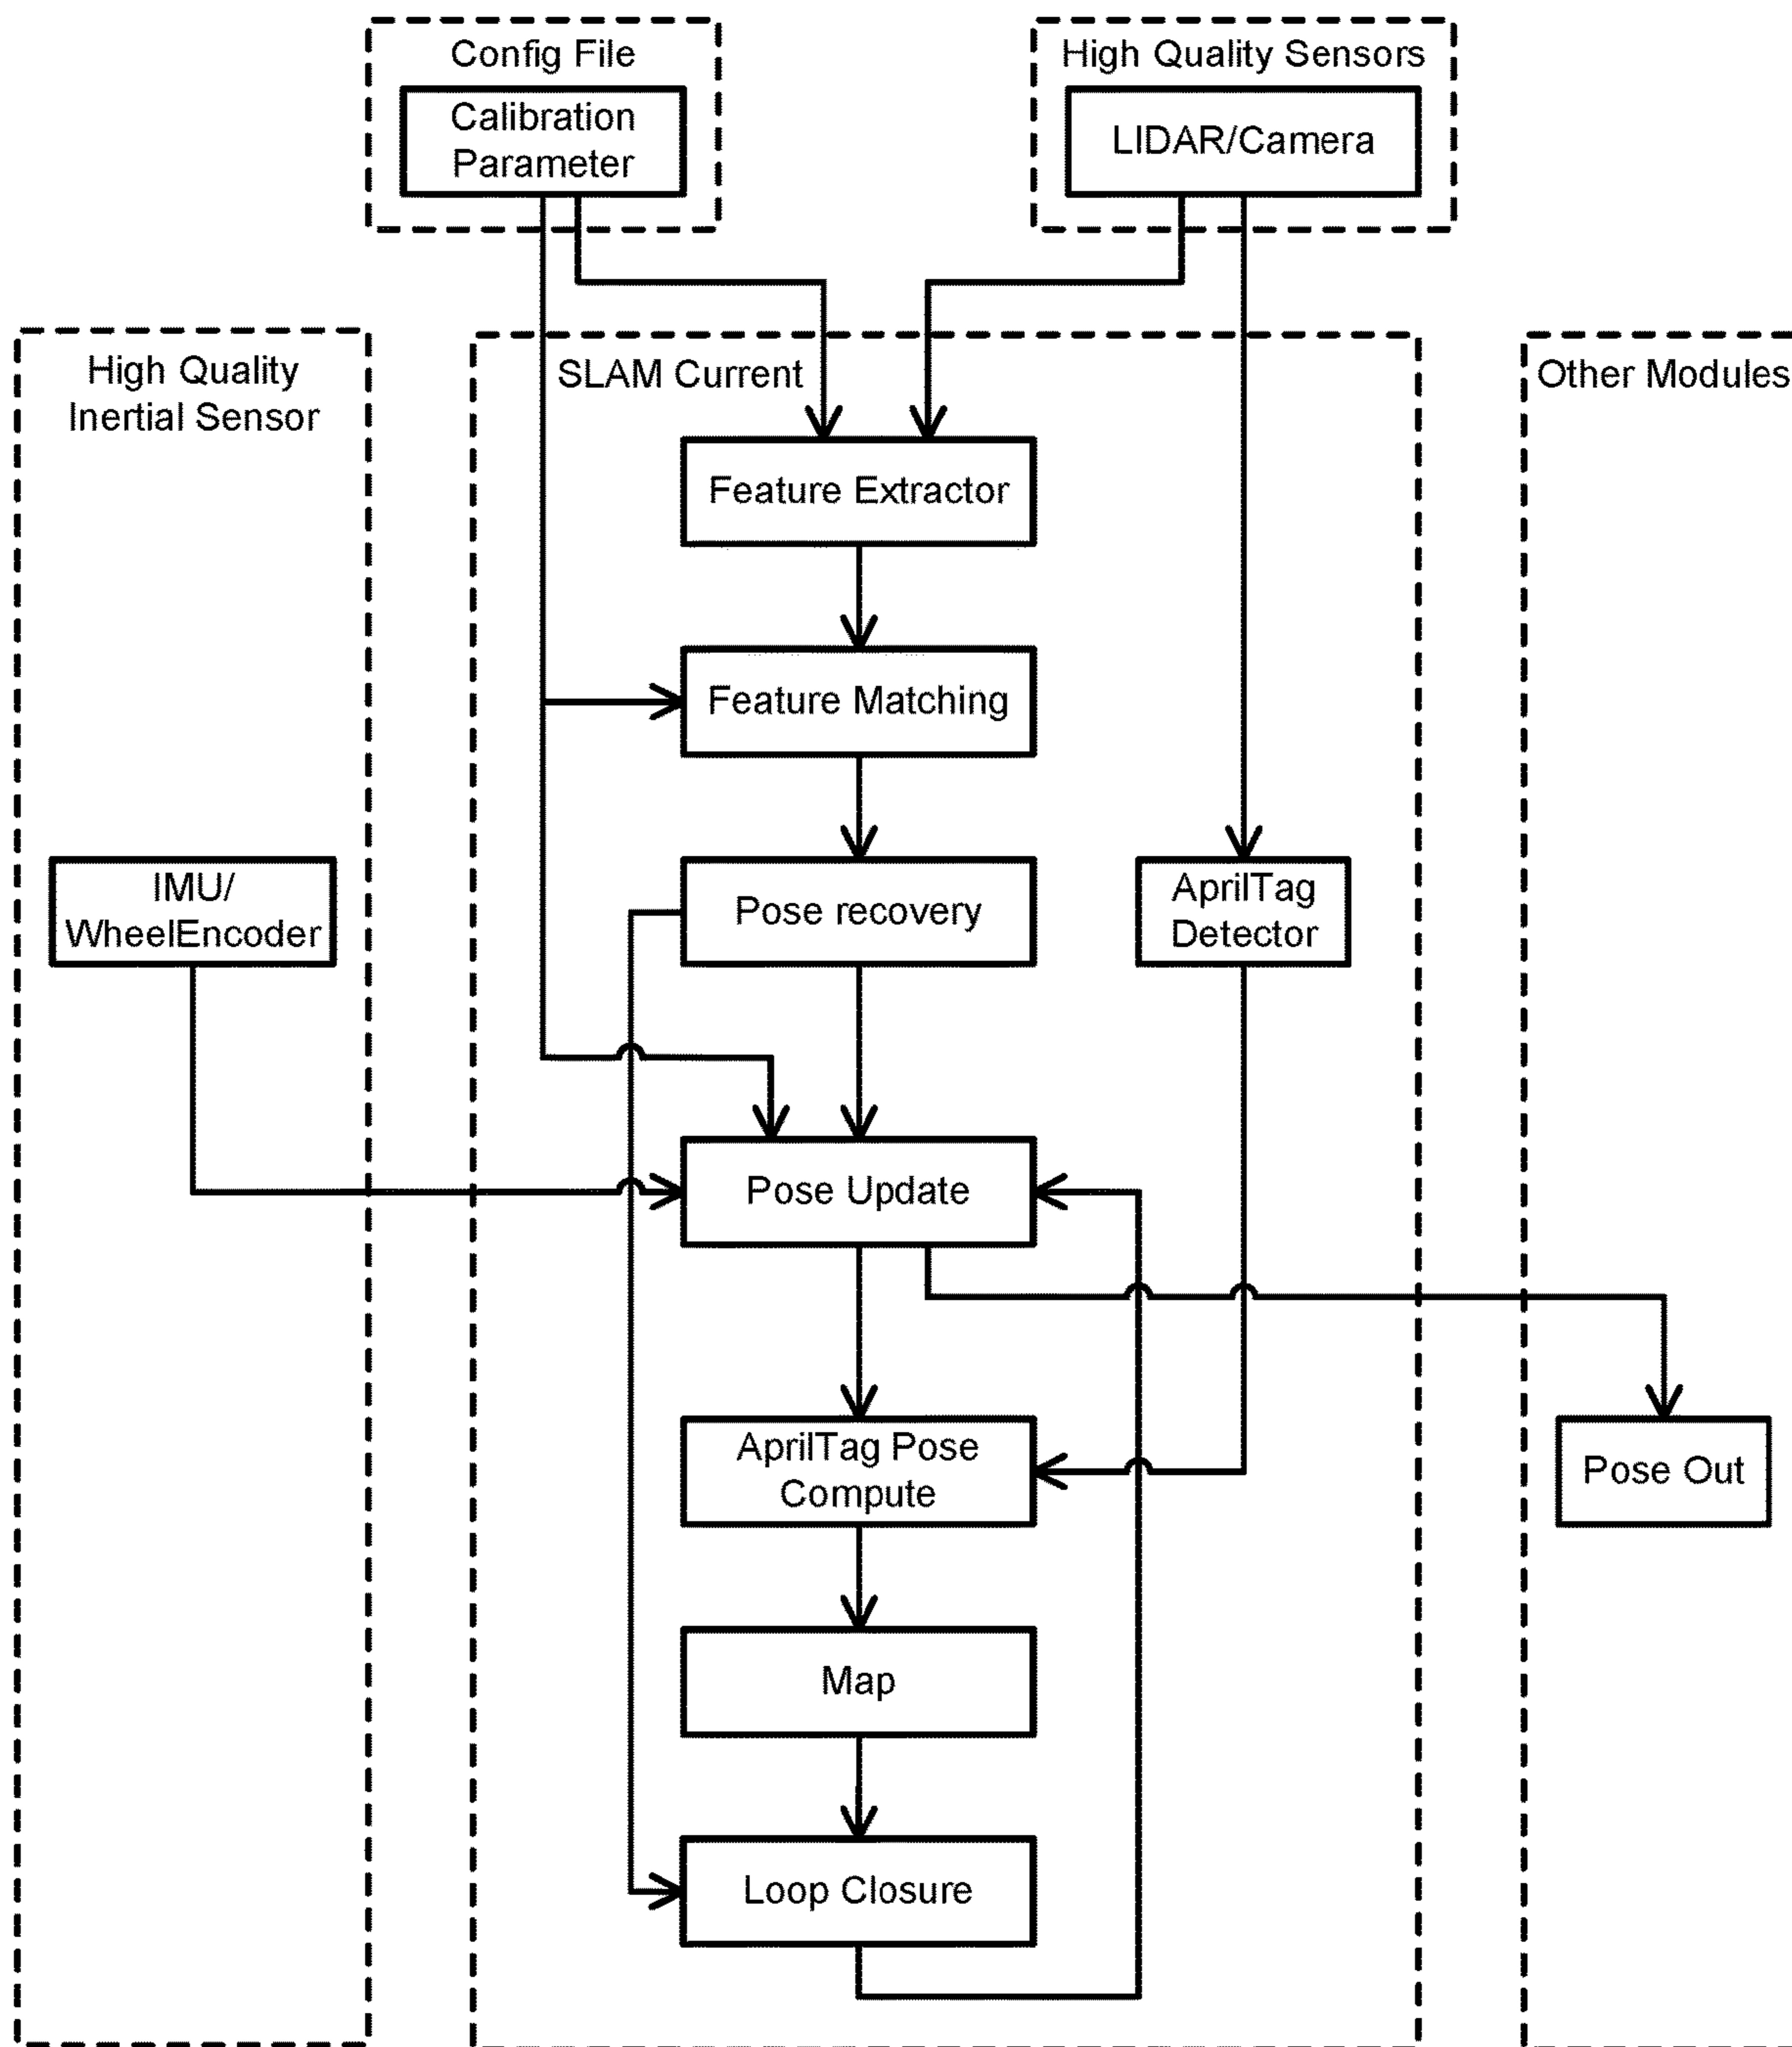 Config File
Calibration
Parameter
High Quality Sensors
LIDAR/Camera
High Quality
Inertial Sensor
SLAM Current
Other Modules
Feature Extractor
Feature Matching
IMU/
WheelEncoder
Pose recovery
AprilTag
Detector
Pose Update
AprilTag Pose
Compute
Pose Out
Map
Loop Closure